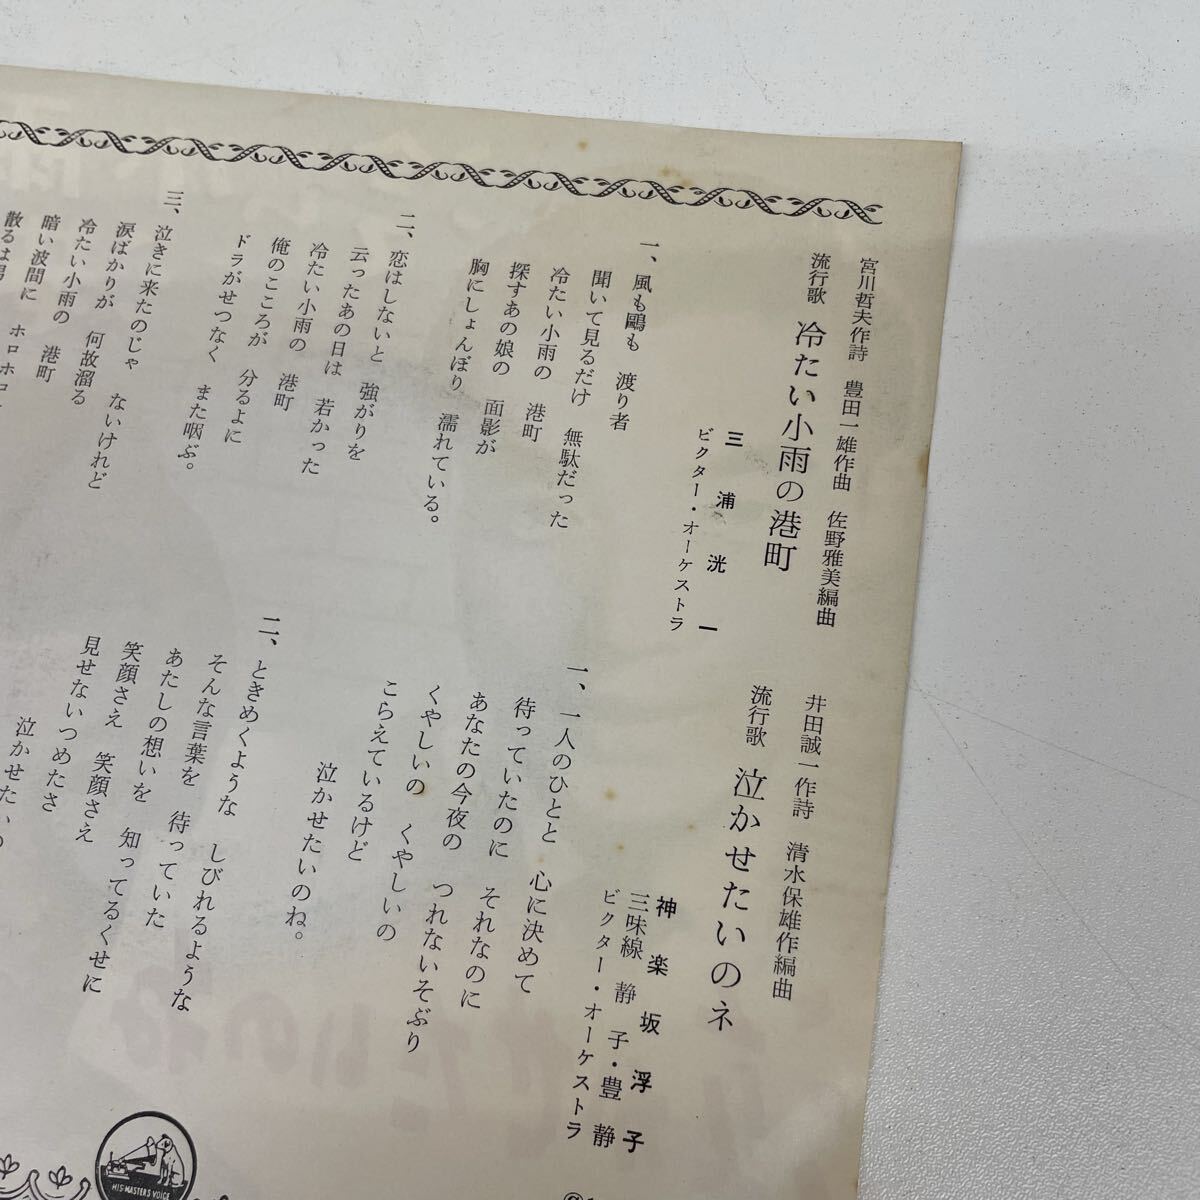 宮川哲夫作詩 豊田一雄作曲 佐野雅美編曲
流行歌 冷たい小雨の港町
三浦洸一
ビクター・オーケストラ
一、風も鷗も 渡り者
聞いて見るだけ 無駄だった
冷たい小雨の 港町
探すあの娘の 面影が
胸にしょんぼり 濡れている。
二、恋はしないと 強がりを
云ったあの日は 若かった
冷たい小雨の 港町
俺のこころが 分るよに
ドラがせつなく また咽ぶ。
三、泣きに来たのじゃ ないけれど
涙ばかりが 何故溜る
冷たい小雨の 港町
暗い波間に ホロホロ
散るは
井田誠一作詩 清水保雄作編曲
流行歌 泣かせたいのネ
神楽坂浮子
三味線 静子・豊静
ビクター・オーケストラ
一、一人のひとと 心に決めて
待っていたのに それなのに
あなたの今夜の つれないそぶり
くやしいの くやしいの
こらえているけど
泣かせたいのね。
二、ときめくような しびれるような
そんな言葉を 待っていた
あたしの想いを 知ってるくせに
笑顔さえ 笑顔さえ
見せないつめたさ
泣かせたいの
HIS MASTERS VOICE